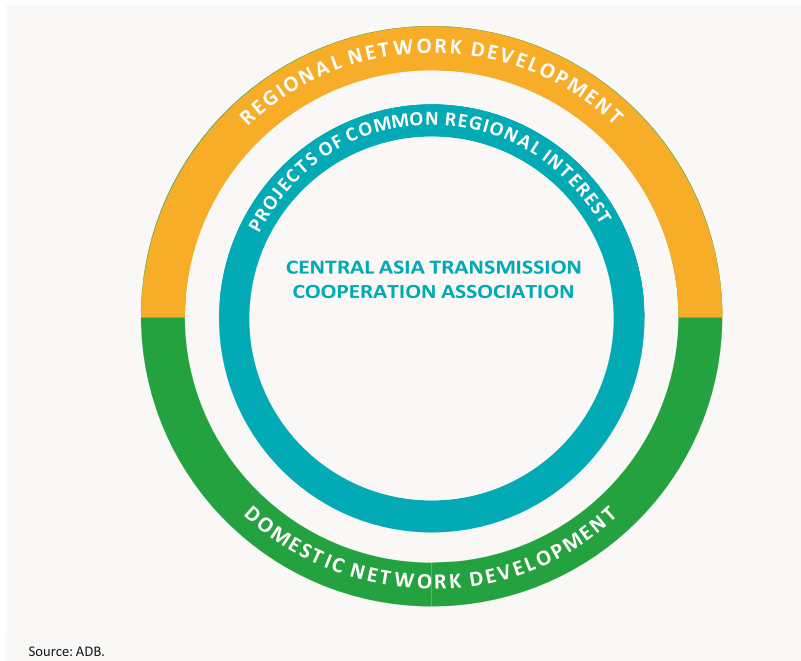 REGIONAL NETWORK DEVELOPMENT
PROJECTS OF COMMON REGIONAL INTEREST
CENTRAL ASIA TRANSMISSION
COOPERATION ASSOCIATION
DOMESTIC NETWORK DEVELOPMENT
Source: ADB.